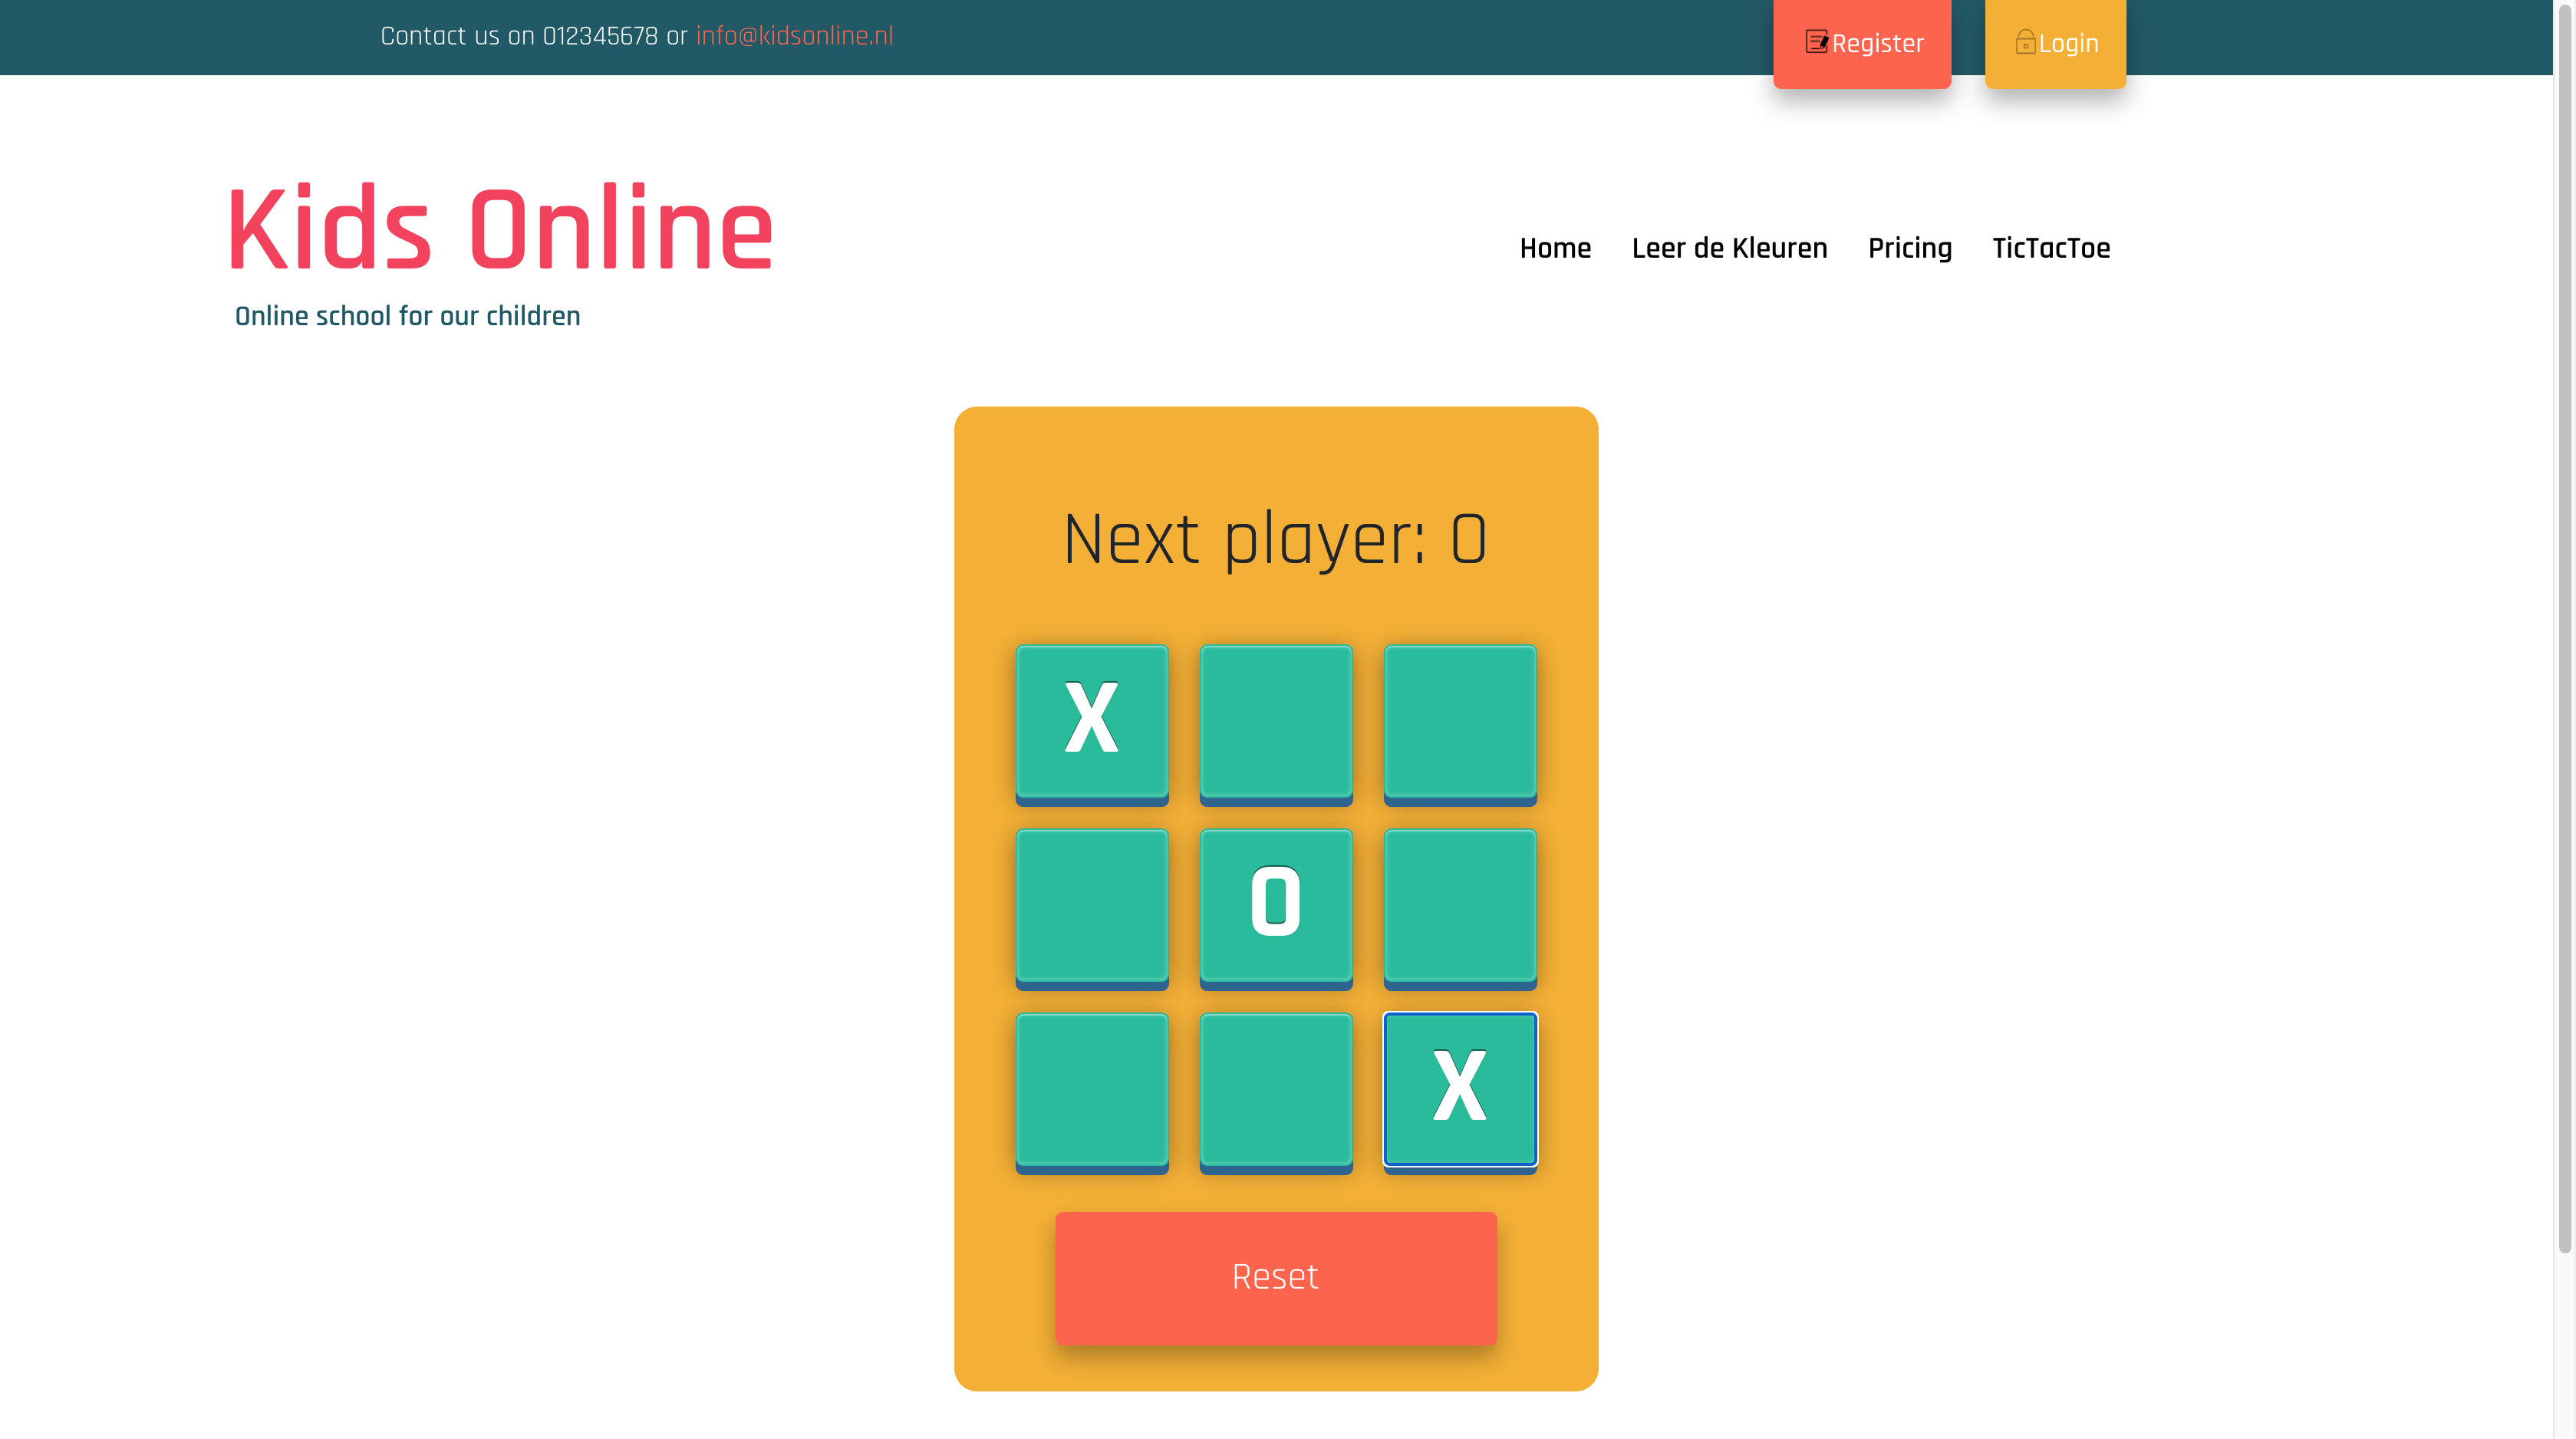 Contact us on 012345678 or info@kidsonline.nl
Register
Login
Kids Online
Online school for our children
Home Leer de Kleuren Pricing TicTacToe
Next player: O
X
O
X
Reset